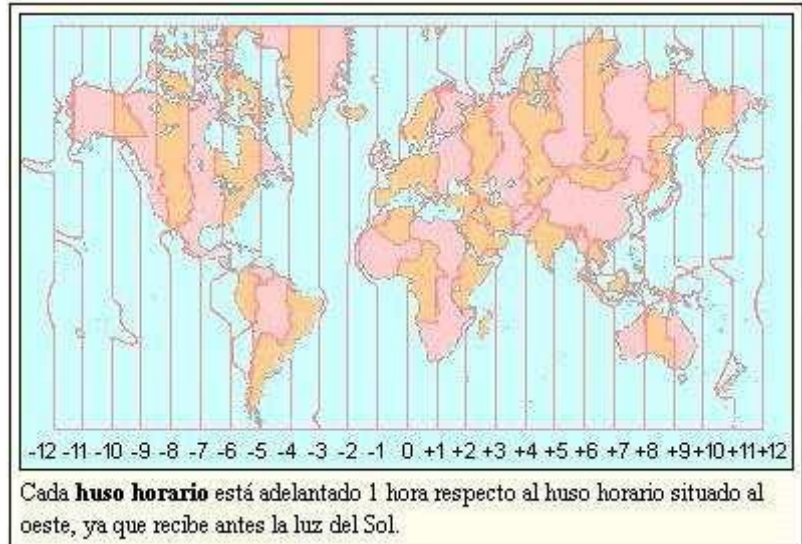 -12 -11 -10 -9 -8 -7 -6 -5 -4 -3 -2 -1 0 +1 +2 +3 +4 +5 +6 +7 +8 +9 +10 +11 +12
Cada huso horario está adelantado 1 hora respecto al huso horario situado al
oeste, ya que recibe antes la luz del Sol.